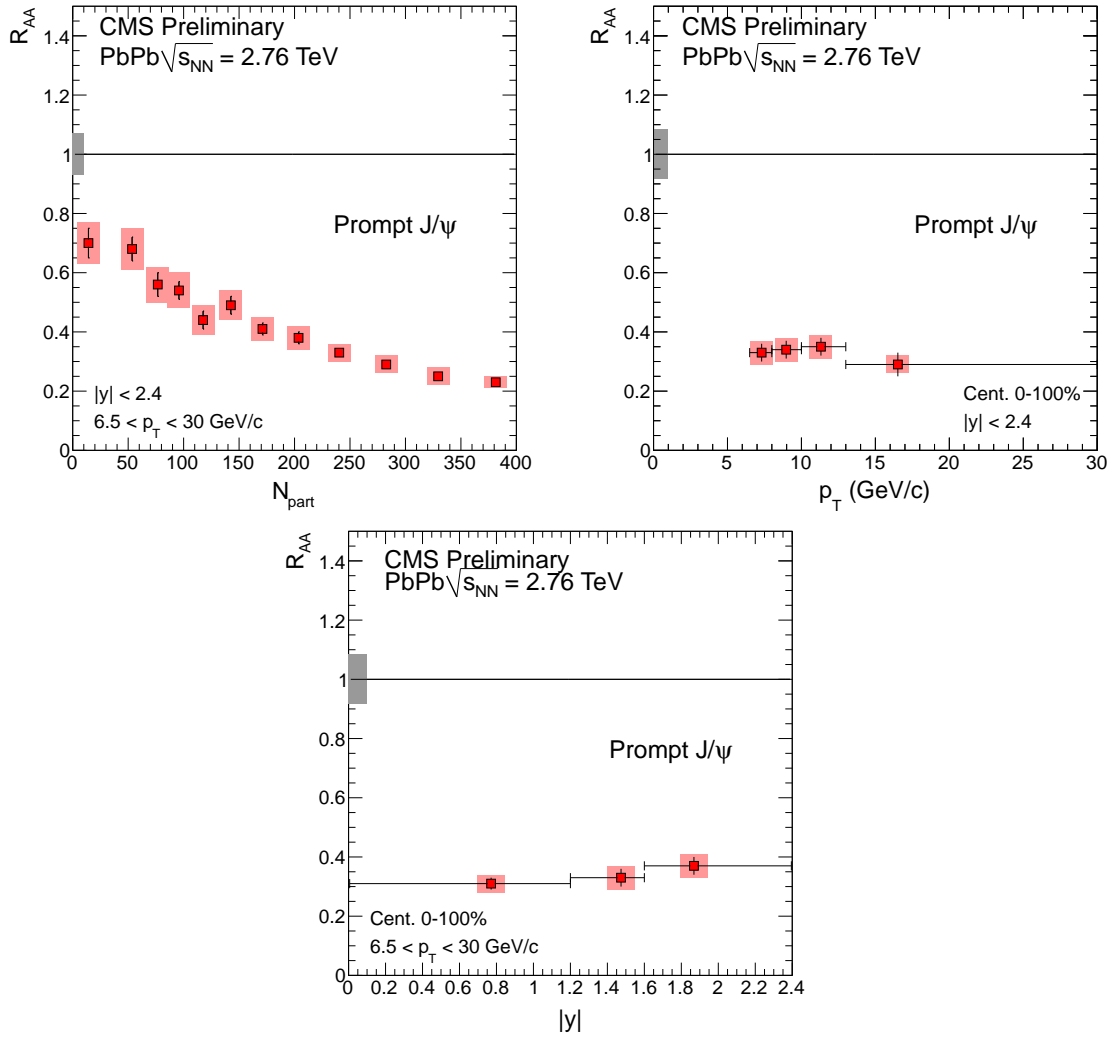 R_AA
1.4
1.2
1
0.8
0.6
0.4
0.2
0
CMS Preliminary
PbPb√s_NN = 2.76 TeV
Prompt J/ψ
|y| < 2.4
6.5 < p_T < 30 GeV/c
0 50 100 150 200 250 300 350 400
N_part
R_AA
1.4
1.2
1
0.8
0.6
0.4
0.2
0
CMS Preliminary
PbPb√s_NN = 2.76 TeV
Prompt J/ψ
Cent. 0-100%
|y| < 2.4
0 5 10 15 20 25 30
p_T (GeV/c)
R_AA
1.4
1.2
1
0.8
0.6
0.4
0.2
0
CMS Preliminary
PbPb√s_NN = 2.76 TeV
Prompt J/ψ
Cent. 0-100%
6.5 < p_T < 30 GeV/c
0 0.2 0.4 0.6 0.8 1 1.2 1.4 1.6 1.8 2 2.2 2.4
|y|